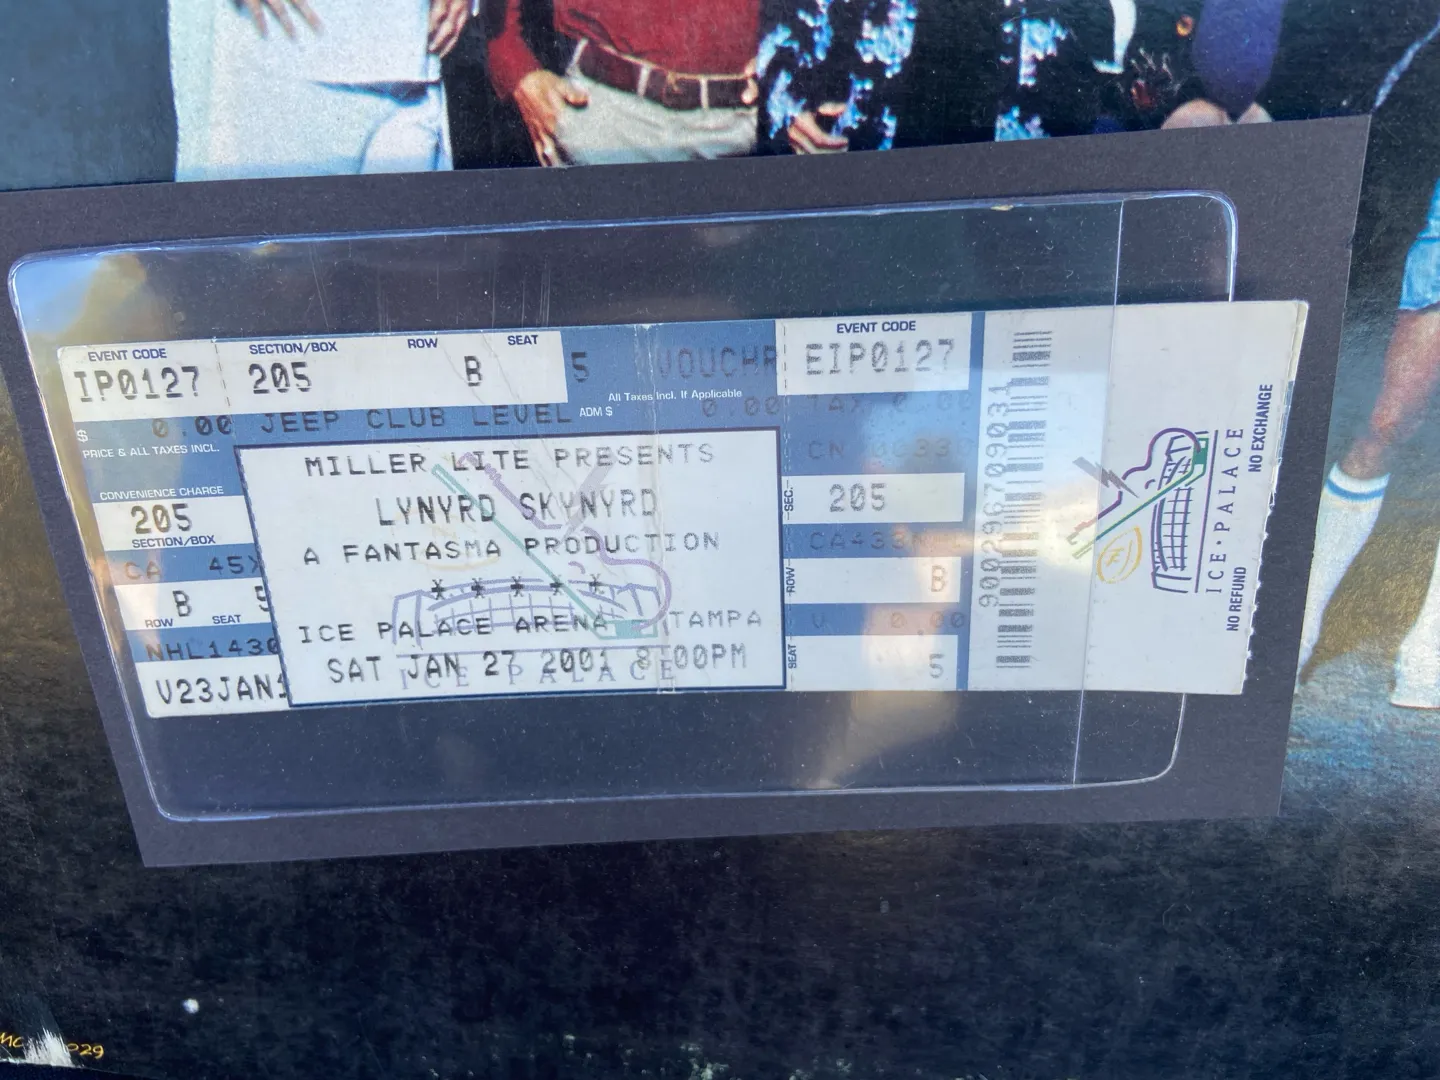 EVENT CODE SECTION/BOX ROW SEAT EVENT CODE
IP0127 205 B 5 VOUCHR EIP0127
All Taxes Incl. If Applicable
$ 0.00 JEEP CLUB LEVEL ADM $ 0.00 TAX
PRICE & ALL TAXES INCL.
MILLER LITE PRESENTS
CN
CONVENIENCE CHARGE
205
SECTION/BOX
LYNYRD SKYNYRD
SEC.
205
CA 45X
A FANTASMA PRODUCTION
B 5
ROW SEAT
* * * * *
ROW
B
NHL1430
ICE PALACE ARENA - TAMPA
0.00
V23JAN1
SAT JAN 27 2001 8:00PM
ICE PALACE
SEAT
5
900296709031
ICE·PALACE
NO REFUND NO EXCHANGE